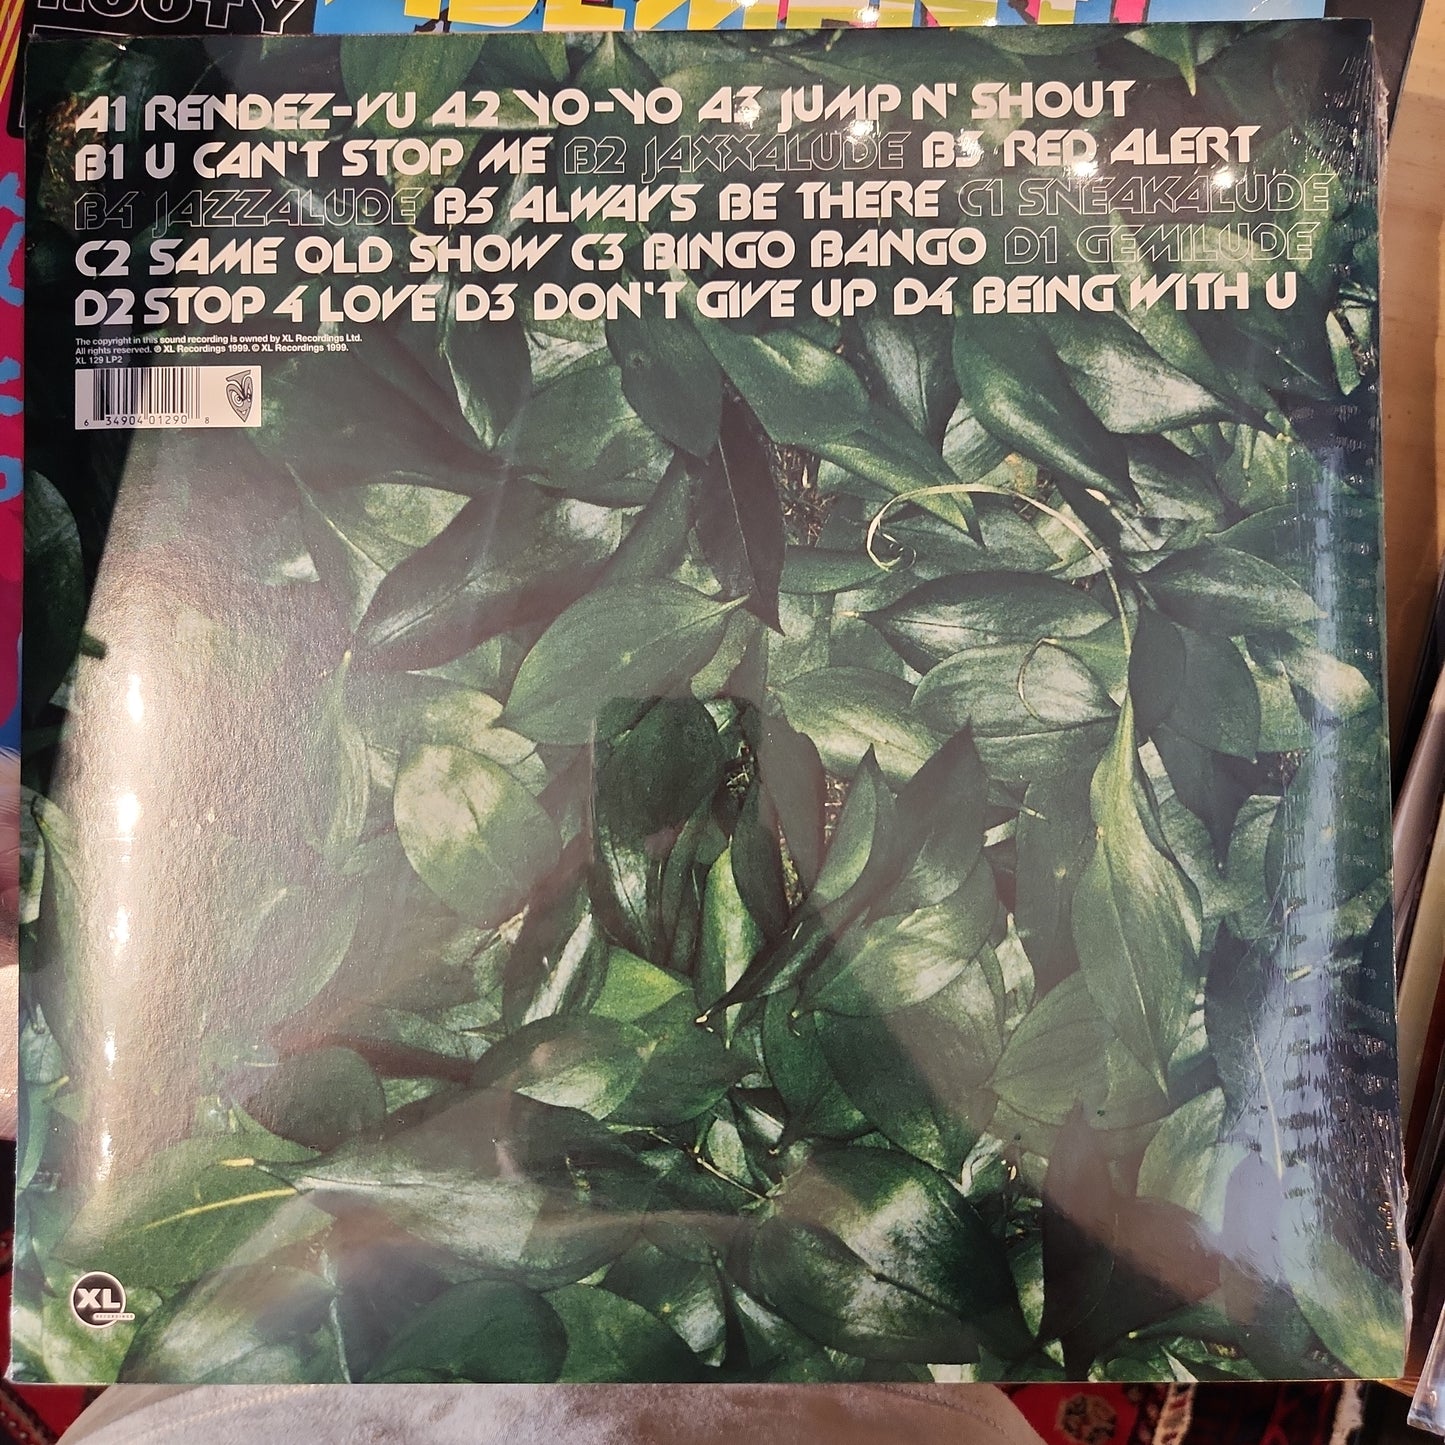 ROOTY
A1 RENDEZ-VU A2 YO-YO A3 JUMP N' SHOUT
B1 U CAN'T STOP ME B2 JAXXALUDE B3 RED ALERT
B4 JAZZALUDE B5 ALWAYS BE THERE C1 SNEAKALUDE
C2 SAME OLD SHOW C3 BINGO BANGO D1 GEMILUDE
D2 STOP 4 LOVE D3 DON'T GIVE UP D4 BEING WITH U
The copyright in this sound recording is owned by XL Recordings Ltd.
All rights reserved. ℗ XL Recordings 1999. © XL Recordings 1999.
XL 129 LP2
6 34904 01290 8
XL
RECORDINGS